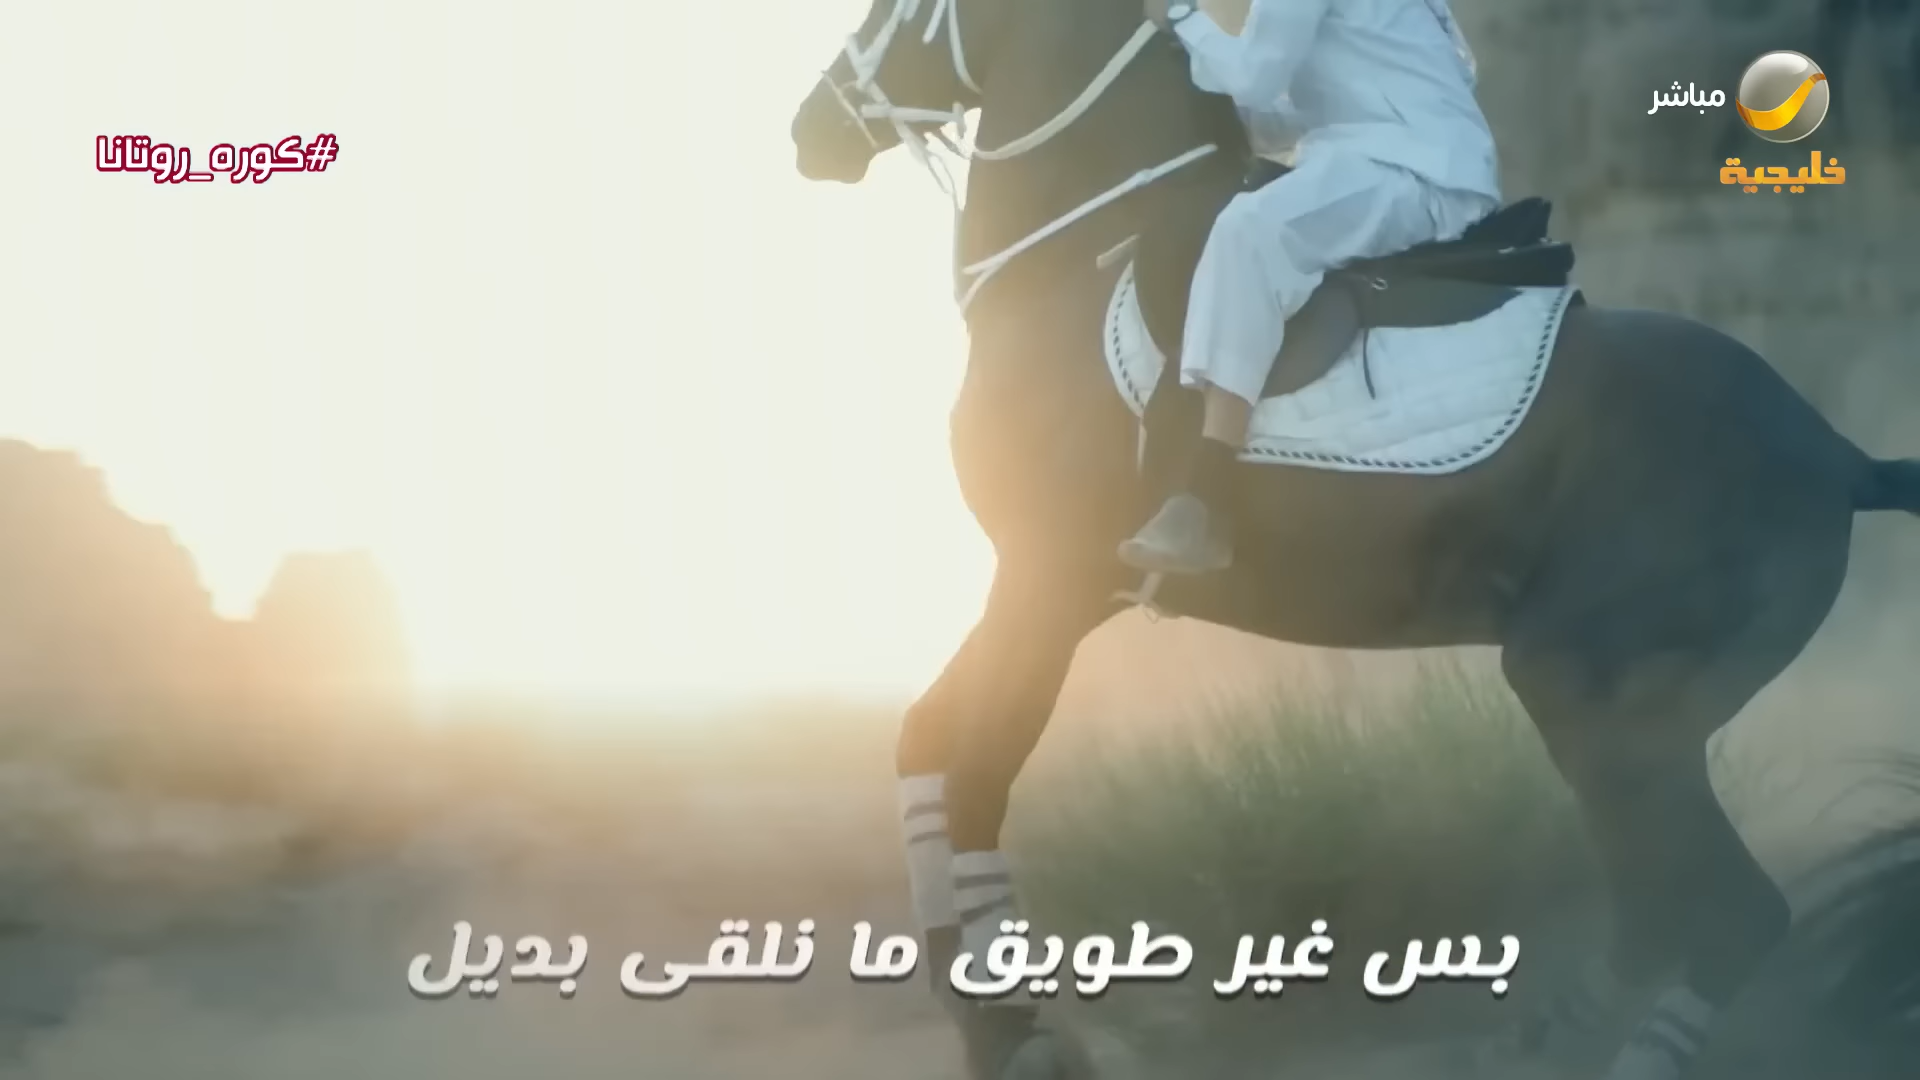 مباشر
خليجية
#كوره_روتانا
بس غير طويق ما نلقى بديل